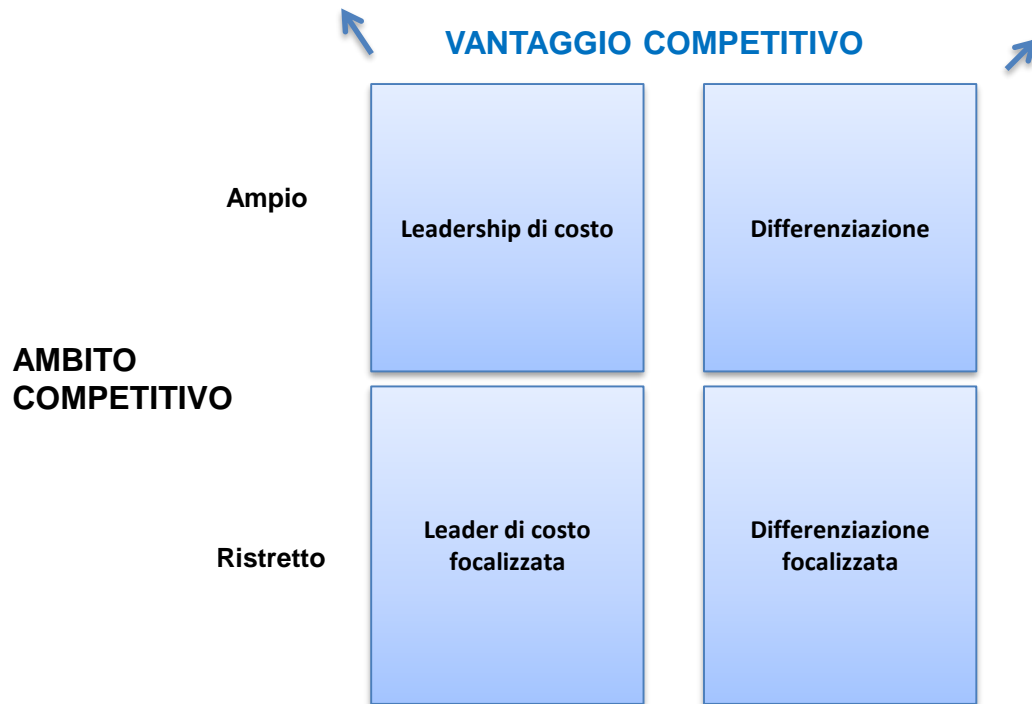 VANTAGGIO COMPETITIVO
Ampio
Leadership di costo
Differenziazione
AMBITO
COMPETITIVO
Ristretto
Leader di costo
focalizzata
Differenziazione
focalizzata